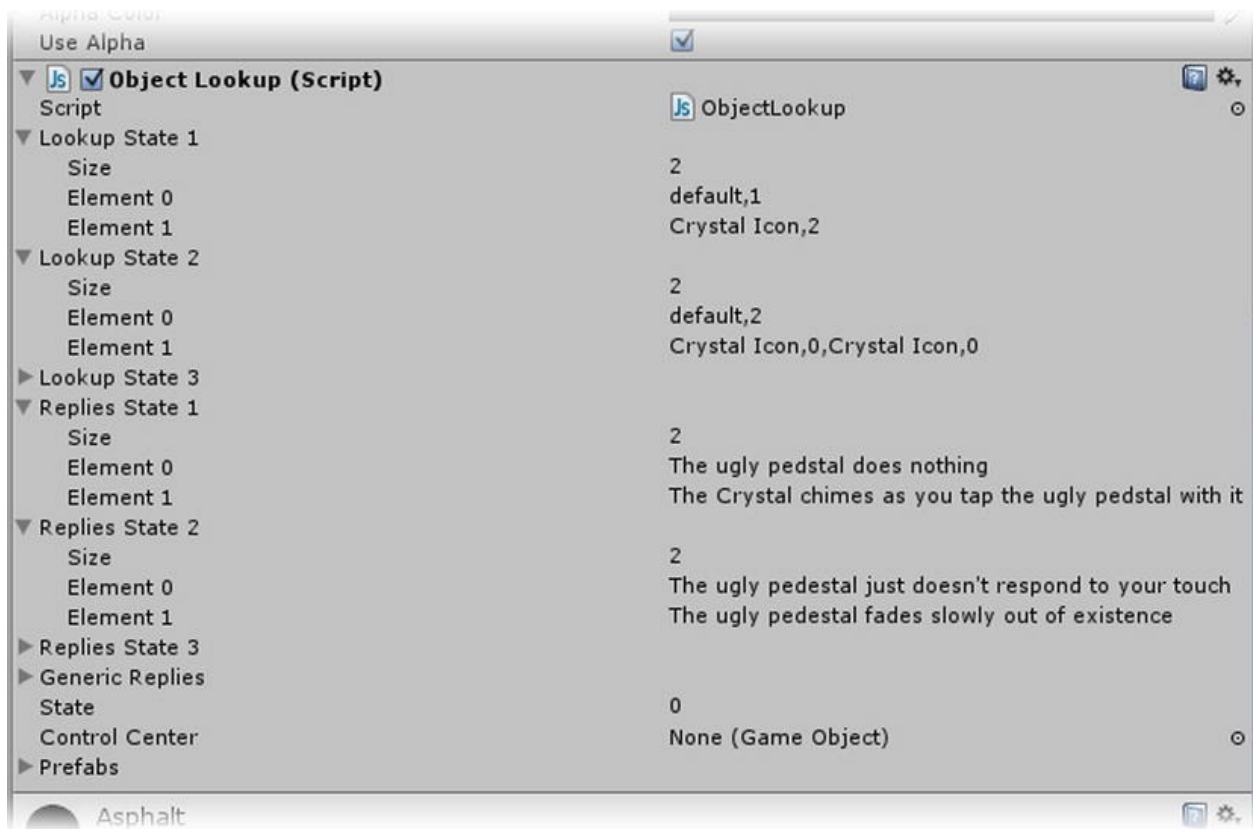 Alpha Color
Use Alpha
Js Object Lookup (Script)
Script Js ObjectLookup
Lookup State 1
Size 2
Element 0 default,1
Element 1 Crystal Icon,2
Lookup State 2
Size 2
Element 0 default,2
Element 1 Crystal Icon,0,Crystal Icon,0
Lookup State 3
Replies State 1
Size 2
Element 0 The ugly pedstal does nothing
Element 1 The Crystal chimes as you tap the ugly pedstal with it
Replies State 2
Size 2
Element 0 The ugly pedestal just doesn't respond to your touch
Element 1 The ugly pedestal fades slowly out of existence
Replies State 3
Generic Replies
State 0
Control Center None (Game Object)
Prefabs
Asphalt